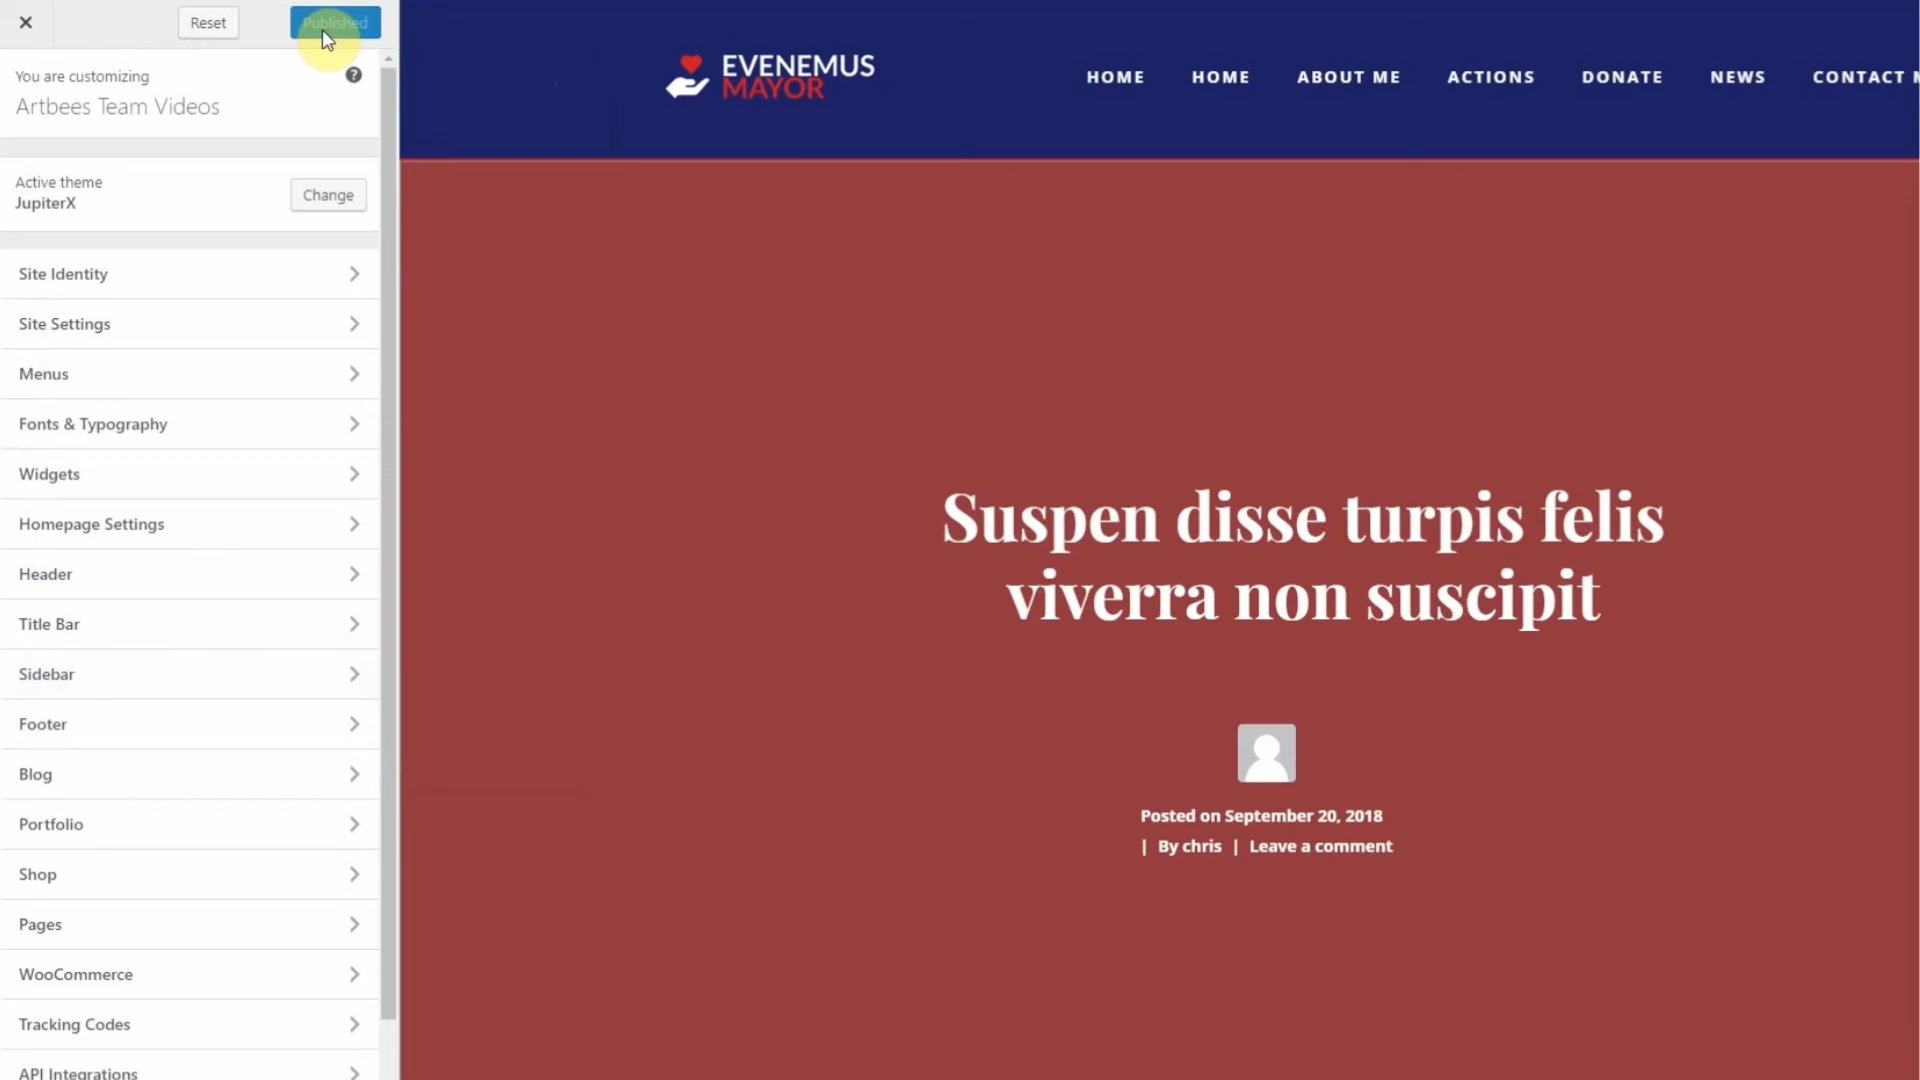 Reset
Published
You are customizing
Artbees Team Videos
Active theme
JupiterX
Change
Site Identity
Site Settings
Menus
Fonts & Typography
Widgets
Homepage Settings
Header
Title Bar
Sidebar
Footer
Blog
Portfolio
Shop
Pages
WooCommerce
Tracking Codes
API Integrations
EVENEMUS
MAYOR
HOME HOME ABOUT ME ACTIONS DONATE NEWS CONTACT M
Suspen disse turpis felis
viverra non suscipit
Posted on September 20, 2018
| By chris | Leave a comment